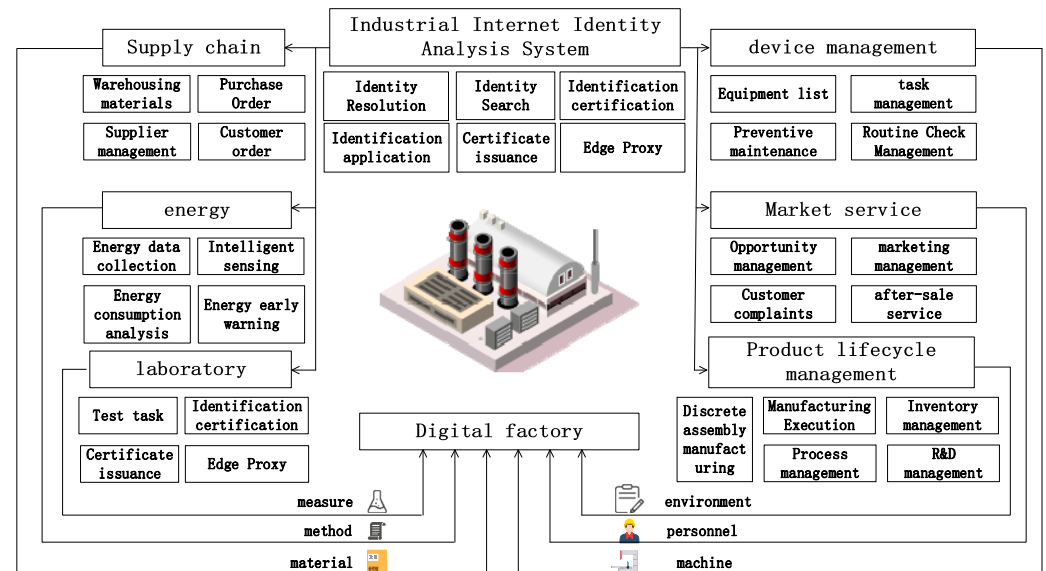 Industrial Internet Identity
Analysis System
Supply chain
device management
Warehousing
materials
Purchase
Order
Supplier
management
Customer
order
Identity
Resolution
Identity
Search
Identification
certification
Identification
application
Certificate
issuance
Edge Proxy
Equipment list
task
management
Preventive
maintenance
Routine Check
Management
energy
Energy data
collection
Intelligent
sensing
Energy
consumption
analysis
Energy early
warning
Market service
Opportunity
management
marketing
management
Customer
complaints
after-sale
service
laboratory
Test task
Identification
certification
Certificate
issuance
Edge Proxy
Product lifecycle
management
Discrete
assembly
manufact
uring
Manufacturing
Execution
Inventory
management
Process
management
R&D
management
Digital factory
measure
environment
method
personnel
material
machine